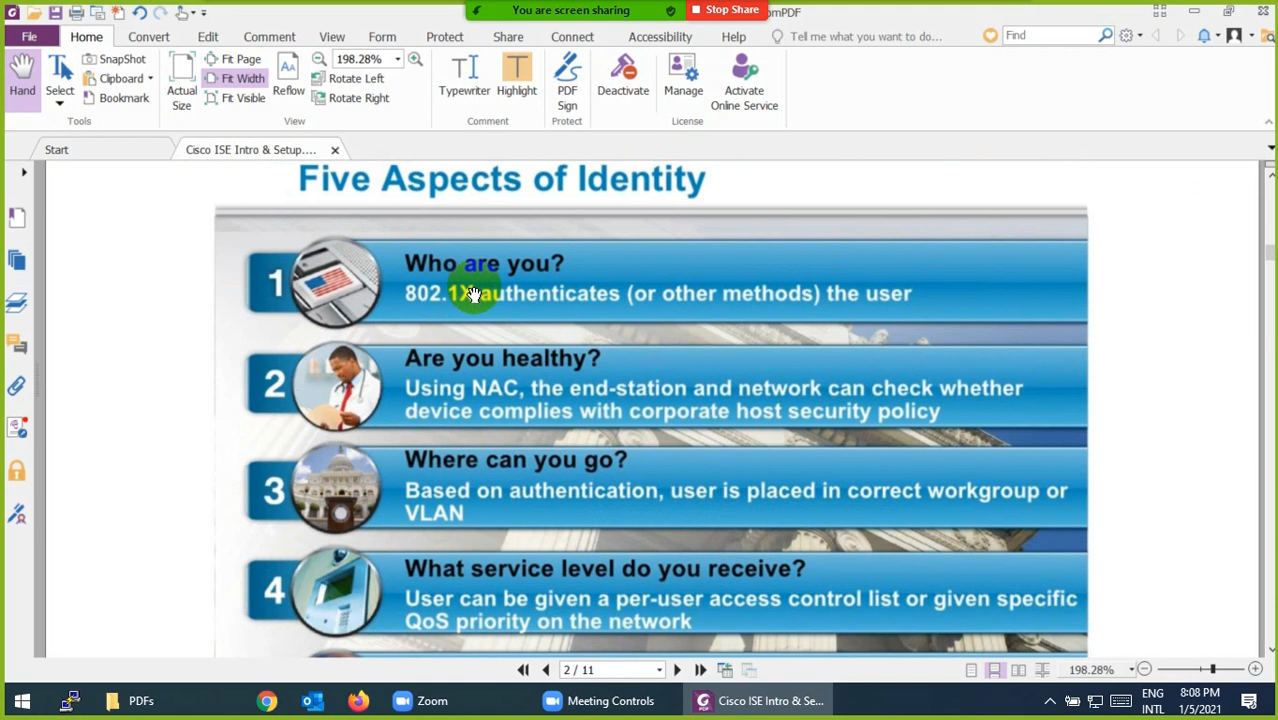 You are screen sharing
Stop Share
omPDF
File
Home
Convert
Edit
Comment
View
Form
Protect
Share
Connect
Accessibility
Help
Tell me what you want to do...
Find
Hand
Select
SnapShot
Clipboard
Bookmark
Tools
Actual
Size
Fit Page
Fit Width
Fit Visible
Reflow
198.28%
Rotate Left
Rotate Right
View
Typewriter
Highlight
Comment
PDF
Sign
Protect
Deactivate
Manage
Activate
Online Service
License
Start
Cisco ISE Intro & Setup....
Five Aspects of Identity
1
Who are you?
802.1X authenticates (or other methods) the user
2
Are you healthy?
Using NAC, the end-station and network can check whether
device complies with corporate host security policy
3
Where can you go?
Based on authentication, user is placed in correct workgroup or
VLAN
4
What service level do you receive?
User can be given a per-user access control list or given specific
QoS priority on the network
2 / 11
198.28%
PDFs
Zoom
Meeting Controls
Cisco ISE Intro & Se...
ENG
INTL
8:08 PM
1/5/2021